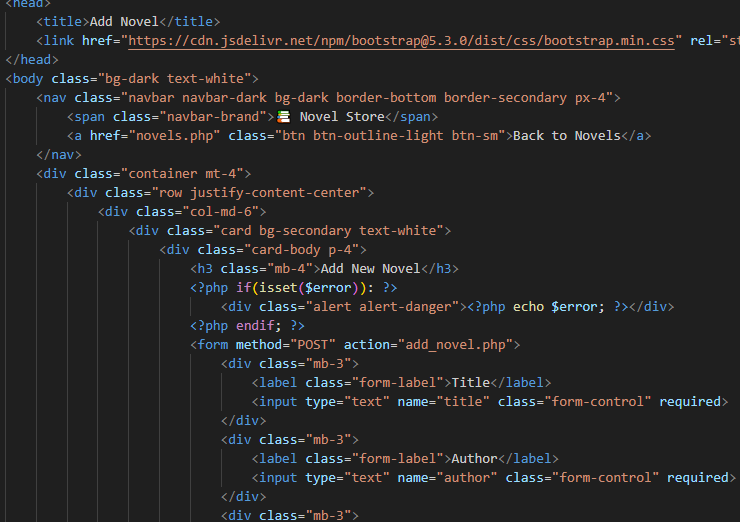 <head>
<title>Add Novel</title>
<link href="https://cdn.jsdelivr.net/npm/bootstrap@5.3.0/dist/css/bootstrap.min.css" rel="st
</head>
<body class="bg-dark text-white">
<nav class="navbar navbar-dark bg-dark border-bottom border-secondary px-4">
<span class="navbar-brand">📚 Novel Store</span>
<a href="novels.php" class="btn btn-outline-light btn-sm">Back to Novels</a>
</nav>
<div class="container mt-4">
<div class="row justify-content-center">
<div class="col-md-6">
<div class="card bg-secondary text-white">
<div class="card-body p-4">
<h3 class="mb-4">Add New Novel</h3>
<?php if(isset($error)): ?>
<div class="alert alert-danger"><?php echo $error; ?></div>
<?php endif; ?>
<form method="POST" action="add_novel.php">
<div class="mb-3">
<label class="form-label">Title</label>
<input type="text" name="title" class="form-control" required>
</div>
<div class="mb-3">
<label class="form-label">Author</label>
<input type="text" name="author" class="form-control" required>
</div>
<div class="mb-3">